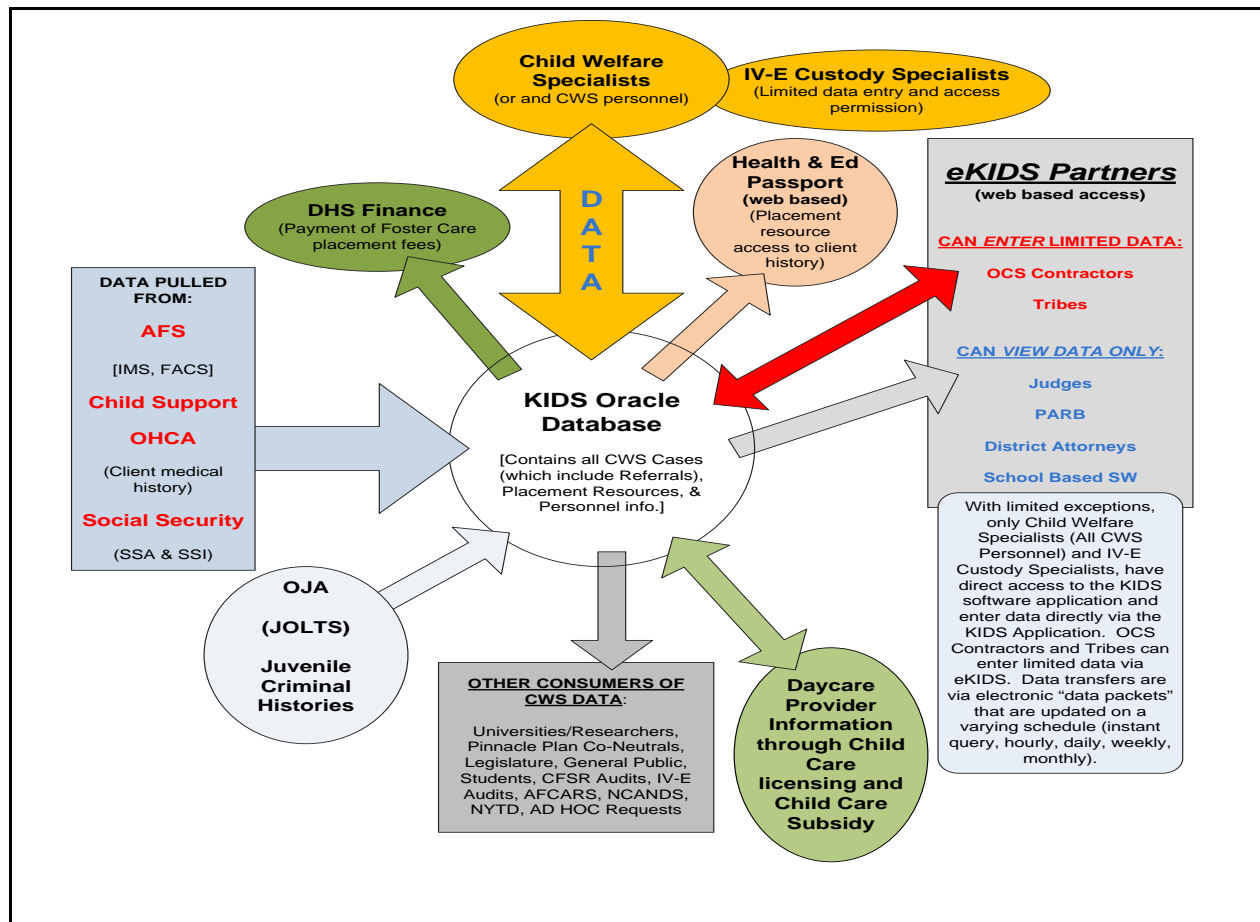 Child Welfare
Specialists
(or and CWS personnel)
IV-E Custody Specialists
(Limited data entry and access
permission)
DHS Finance
(Payment of Foster Care
placement fees)
D
A
T
A
Health & Ed
Passport
(web based)
(Placement
resource
access to client
history)
eKIDS Partners
(web based access)
CAN ENTER LIMITED DATA:
OCS Contractors
Tribes
CAN VIEW DATA ONLY:
Judges
PARB
District Attorneys
School Based SW
DATA PULLED
FROM:
AFS
[IMS, FACS]
Child Support
OHCA
(Client medical
history)
Social Security
(SSA & SSI)
KIDS Oracle
Database
[Contains all CWS Cases
(which include Referrals),
Placement Resources, &
Personnel info.]
With limited exceptions,
only Child Welfare
Specialists (All CWS
Personnel) and IV-E
Custody Specialists, have
direct access to the KIDS
software application and
enter data directly via the
KIDS Application.  OCS
Contractors and Tribes can
enter limited data via
eKIDS.  Data transfers are
via electronic “data packets”
that are updated on a
varying schedule (instant
query, hourly, daily, weekly,
monthly).
OJA
(JOLTS)
Juvenile
Criminal
Histories
OTHER CONSUMERS OF
CWS DATA:
Universities/Researchers,
Pinnacle Plan Co-Neutrals,
Legislature, General Public,
Students, CFSR Audits, IV-E
Audits, AFCARS, NCANDS,
NYTD, AD HOC Requests
Daycare
Provider
Information
through Child
Care
licensing and
Child Care
Subsidy